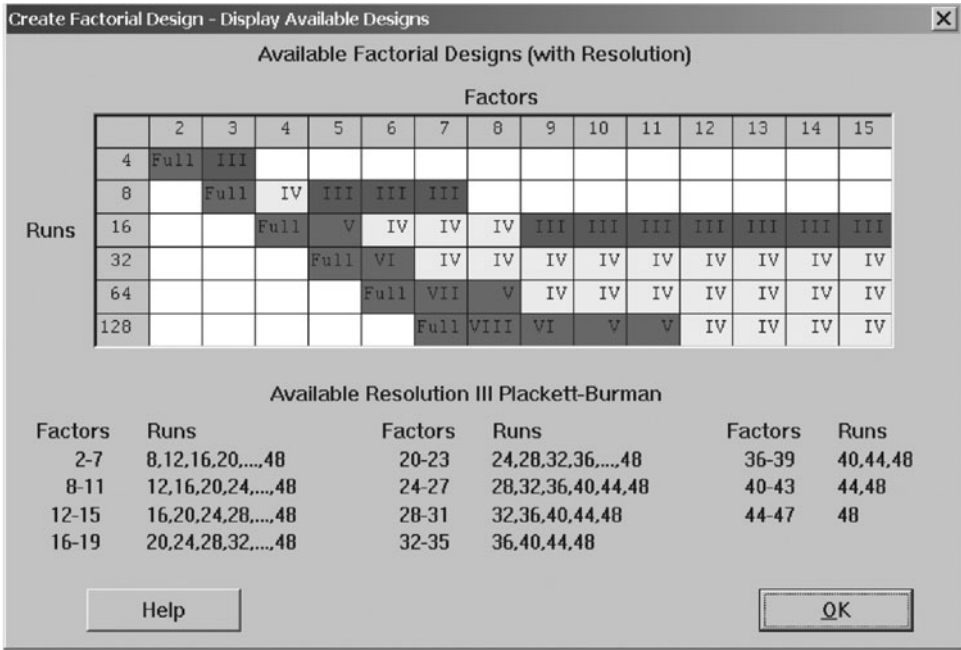 Create Factorial Design - Display Available Designs
Available Factorial Designs (with Resolution)
Factors
2 3 4 5 6 7 8 9 10 11 12 13 14 15
4 Full III
8 Full IV III III III
Runs 16 Full V IV IV IV III III III III III III III
32 Full VI IV IV IV IV IV IV IV IV IV
64 Full VII V IV IV IV IV IV IV IV
128 Full VIII VI V V IV IV IV IV
Available Resolution III Plackett-Burman
Factors Runs Factors Runs Factors Runs
2-7 8,12,16,20,...,48 20-23 24,28,32,36,...,48 36-39 40,44,48
8-11 12,16,20,24,...,48 24-27 28,32,36,40,44,48 40-43 44,48
12-15 16,20,24,28,...,48 28-31 32,36,40,44,48 44-47 48
16-19 20,24,28,32,...,48 32-35 36,40,44,48
Help OK